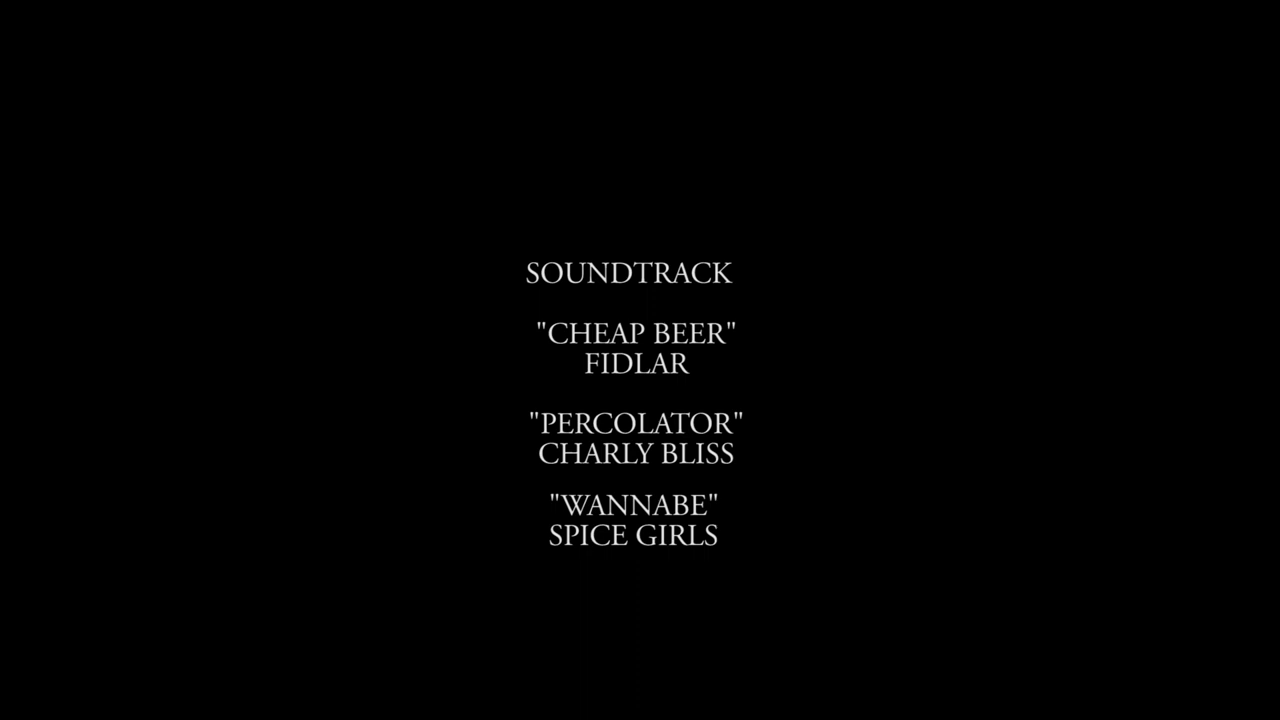 SOUNDTRACK
"CHEAP BEER"
FIDLAR
"PERCOLATOR"
CHARLY BLISS
"WANNABE"
SPICE GIRLS